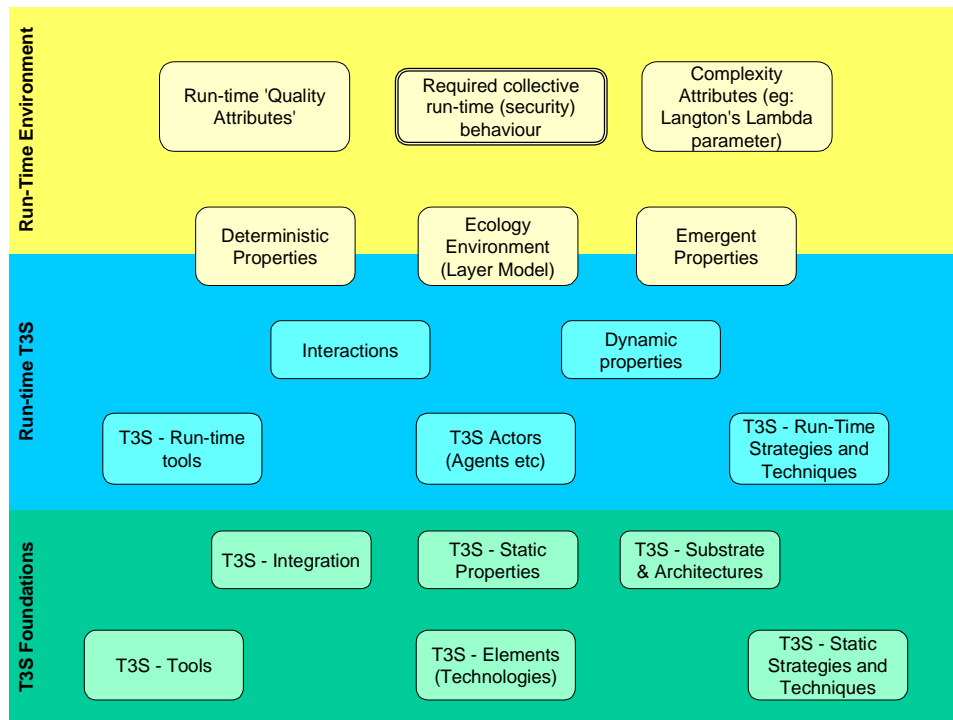 Run-Time Environment
Run-time 'Quality
Attributes'
Required collective
run-time (security)
behaviour
Complexity
Attributes (eg:
Langton's Lambda
parameter)
Deterministic
Properties
Ecology
Environment
(Layer Model)
Emergent
Properties
Run-time T3S
Interactions
Dynamic
properties
T3S - Run-time
tools
T3S Actors
(Agents etc)
T3S - Run-Time
Strategies and
Techniques
T3S Foundations
T3S - Integration
T3S - Static
Properties
T3S - Substrate
& Architectures
T3S - Tools
T3S - Elements
(Technologies)
T3S - Static
Strategies and
Techniques